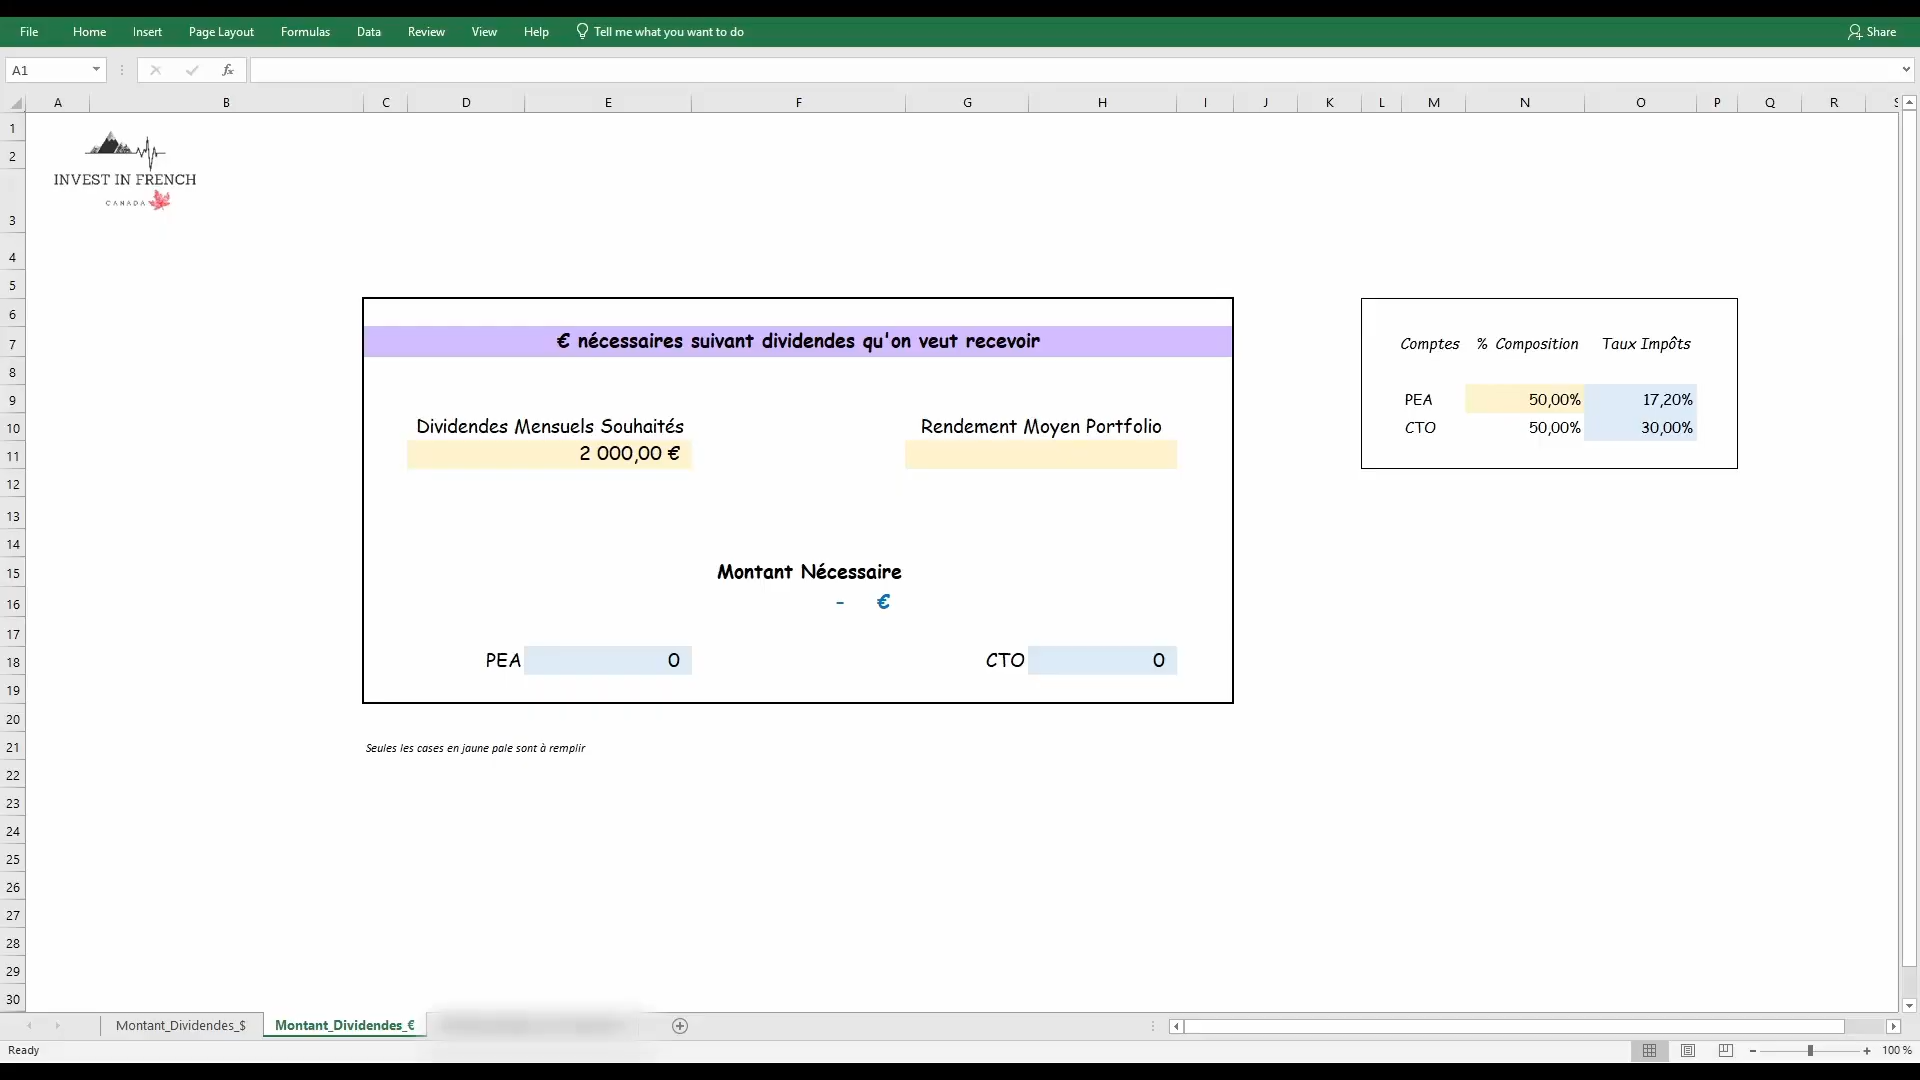 File Home Insert Page Layout Formulas Data Review View Help Tell me what you want to do Share
A1 fx
A B C D E F G H I J K L M N O P Q R S
1
2
3
4
5
6
7
8
9
10
11
12
13
14
15
16
17
18
19
20
21
22
23
24
25
26
27
28
29
30
INVEST IN FRENCH
CANADA
€ nécessaires suivant dividendes qu'on veut recevoir
Dividendes Mensuels Souhaités Rendement Moyen Portfolio
2 000,00 €
Montant Nécessaire
- €
PEA 0 CTO 0
Seules les cases en jaune pale sont à remplir
Comptes % Composition Taux Impôts
PEA 50,00% 17,20%
CTO 50,00% 30,00%
Montant_Dividendes_$ Montant_Dividendes_€
Ready 100 %